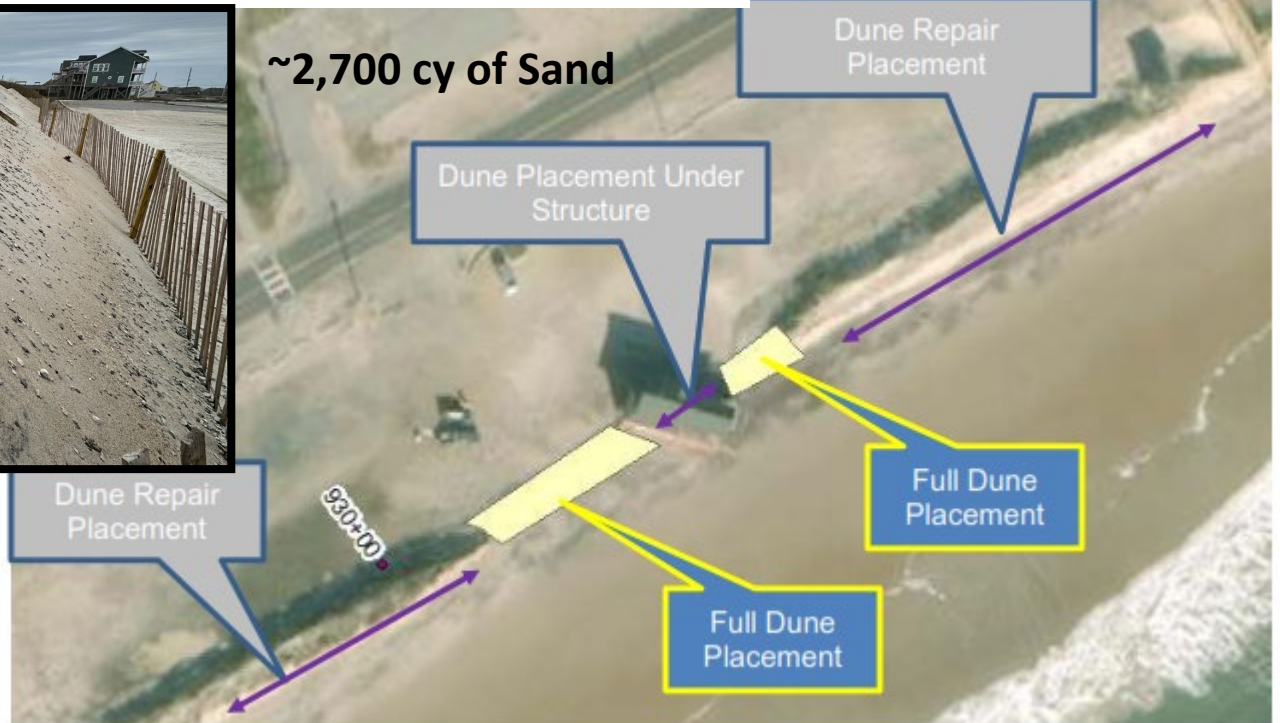 ~2,700 cy of Sand
Dune Repair
Placement
Dune Placement Under
Structure
Full Dune
Placement
Dune Repair
Placement
930+00
Full Dune
Placement